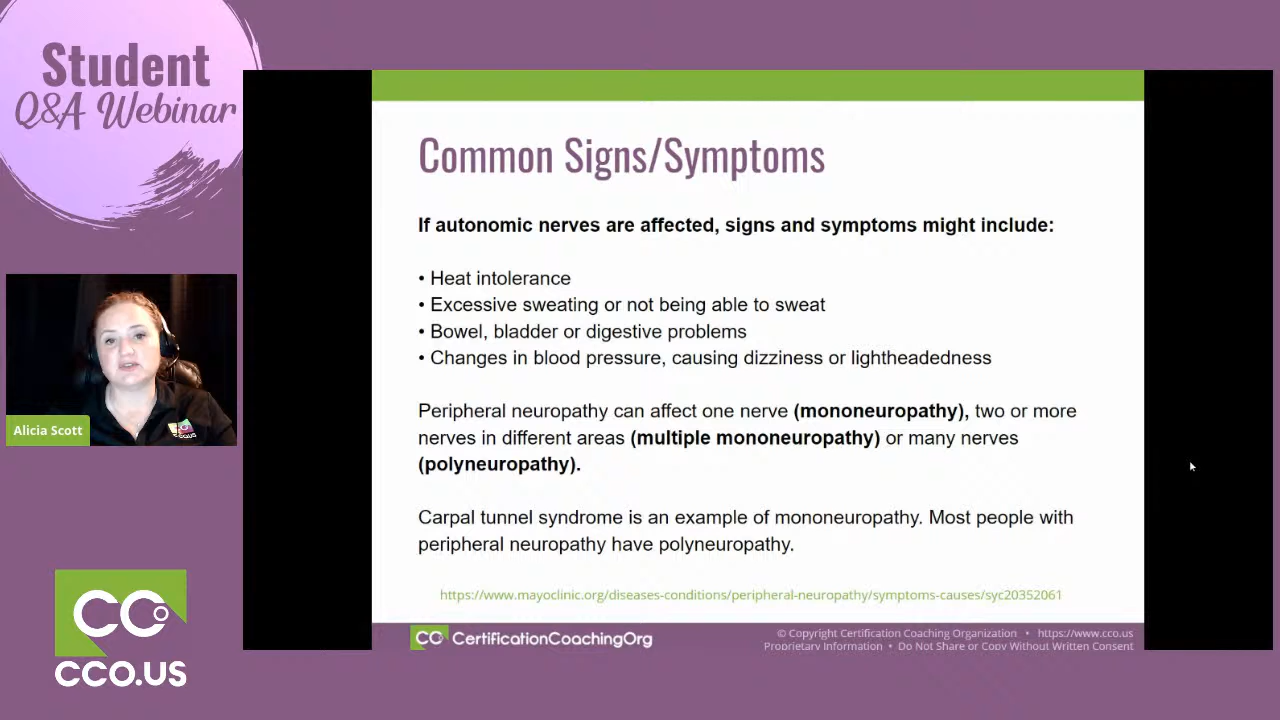 Student
Q&A Webinar
Common Signs/Symptoms
If autonomic nerves are affected, signs and symptoms might include:
• Heat intolerance
• Excessive sweating or not being able to sweat
• Bowel, bladder or digestive problems
• Changes in blood pressure, causing dizziness or lightheadedness
Peripheral neuropathy can affect one nerve (mononeuropathy), two or more
nerves in different areas (multiple mononeuropathy) or many nerves
(polyneuropathy).
Carpal tunnel syndrome is an example of mononeuropathy. Most people with
peripheral neuropathy have polyneuropathy.
https://www.mayoclinic.org/diseases-conditions/peripheral-neuropathy/symptoms-causes/syc20352061
CO CertificationCoachingOrg
© Copyright Certification Coaching Organization • https://www.cco.us
Proprietary Information • Do Not Share or Copy Without Written Consent
Alicia Scott
CCO.US
CCO
CCO.US